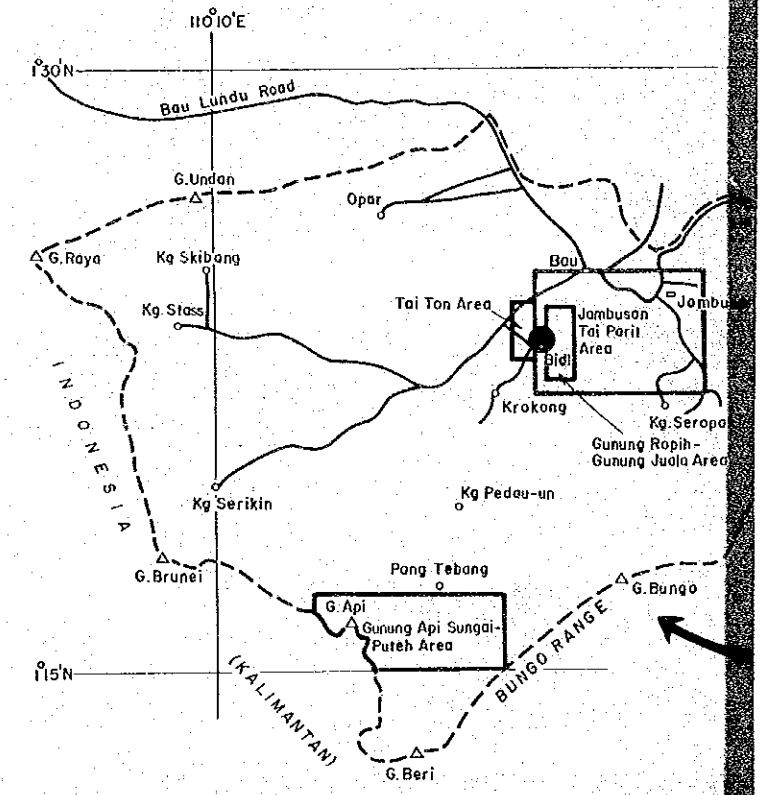 110°10'E
1°30'N
Bau Lundu Road
G.Undan
Opar
G.Raya
Kg Skibang
Bau
Kg. Stass
Tai Ton Area
Jambusan
Tai Parit
Area
Bidi
INDONESIA
Krokong
Kg. Seropa
Gunung Ropih-
Gunung Juala Area
Kg Serikin
Kg Pedau-un
G.Brunei
Pang Tebang
G.Bungo
G.Api
Gunung Api Sungai-
Puteh Area
BUNGO RANGE
1°15'N
(KALIMANTAN)
G.Beri